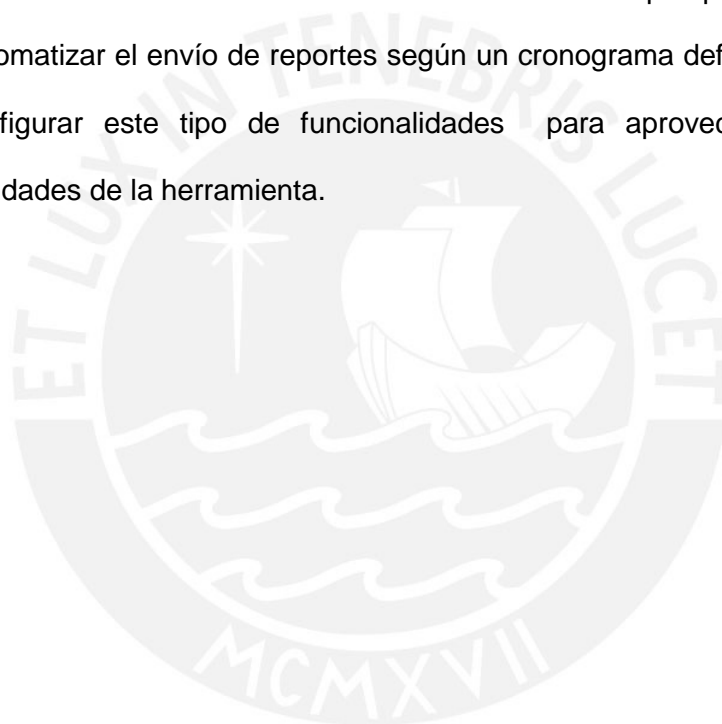 omatizar el envío de reportes según un cronograma def
figurar este tipo de funcionalidades para aprovec
idades de la herramienta.
ET LUX IN TENEBRIS LUCET
MCMXVII